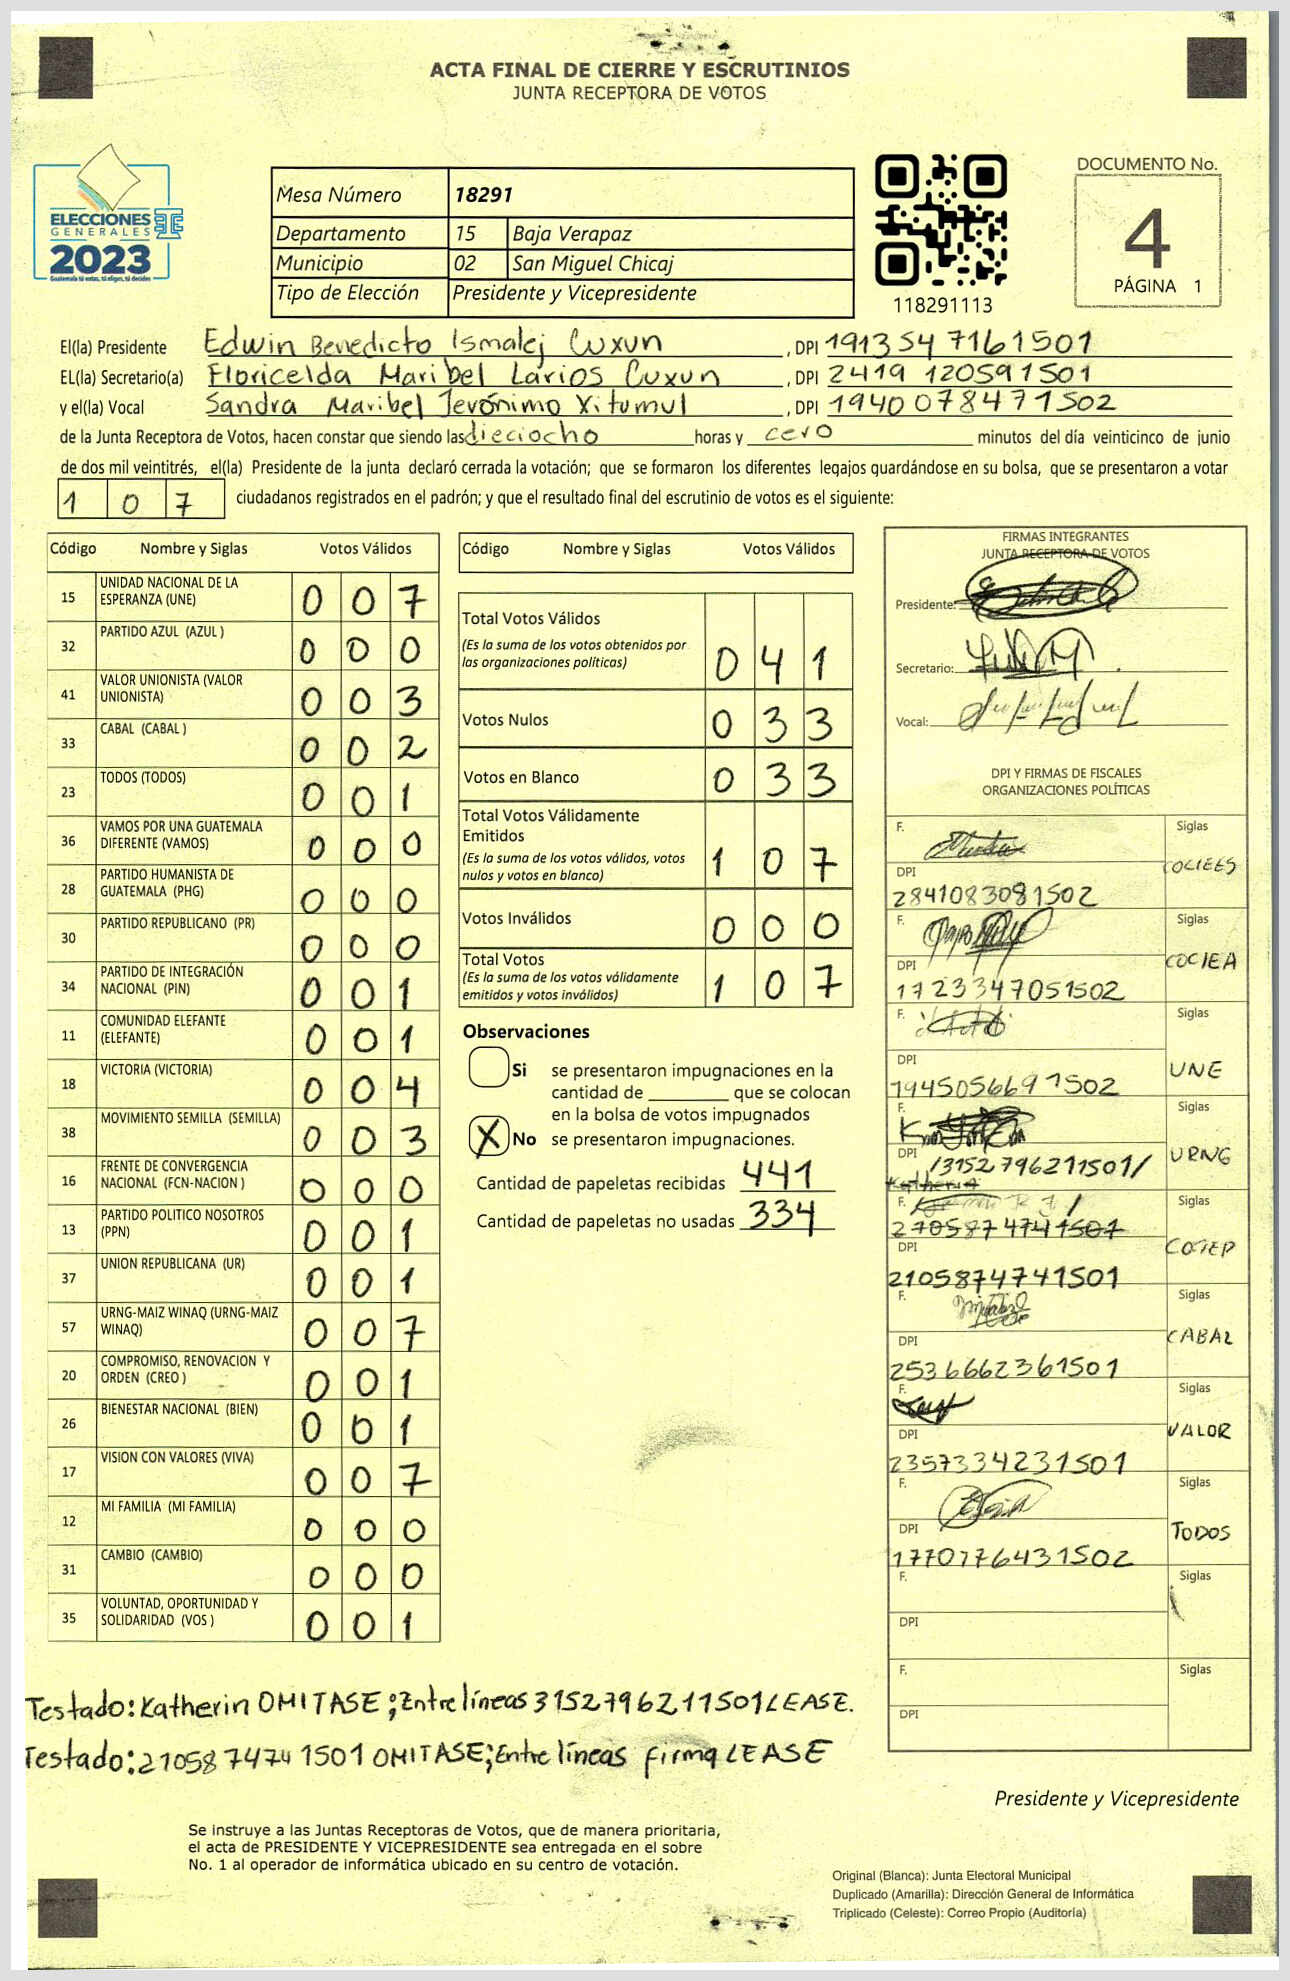 ACTA FINAL DE CIERRE Y ESCRUTINIOS
JUNTA RECEPTORA DE VOTOS
ELECCIONES
GENERALES
2023
Guatemala tú votas, tú eliges, tú decides
Mesa Número 18291
Departamento 15 Baja Verapaz
Municipio 02 San Miguel Chicaj
Tipo de Elección Presidente y Vicepresidente
118291113
DOCUMENTO No.
4
PÁGINA 1
El(la) Presidente Edwin Benedicto Ismalej Cuxun , DPI 1913547161501
EL(la) Secretario(a) Floricelda Maribel Larios Cuxun , DPI 2419 120591501
y el(la) Vocal Sandra Maribel Jerónimo Xitumul , DPI 1940078471502
de la Junta Receptora de Votos, hacen constar que siendo las dieciocho horas y cero minutos del día veinticinco de junio
de dos mil veintitrés, el(la) Presidente de la junta declaró cerrada la votación; que se formaron los diferentes legajos guardándose en su bolsa, que se presentaron a votar
1 0 7 ciudadanos registrados en el padrón; y que el resultado final del escrutinio de votos es el siguiente:
Código Nombre y Siglas Votos Válidos
15 UNIDAD NACIONAL DE LA ESPERANZA (UNE) 0 0 7
32 PARTIDO AZUL (AZUL ) 0 0 0
41 VALOR UNIONISTA (VALOR UNIONISTA) 0 0 3
33 CABAL (CABAL ) 0 0 2
23 TODOS (TODOS) 0 0 1
36 VAMOS POR UNA GUATEMALA DIFERENTE (VAMOS) 0 0 0
28 PARTIDO HUMANISTA DE GUATEMALA (PHG) 0 0 0
30 PARTIDO REPUBLICANO (PR) 0 0 0
34 PARTIDO DE INTEGRACIÓN NACIONAL (PIN) 0 0 1
11 COMUNIDAD ELEFANTE (ELEFANTE) 0 0 1
18 VICTORIA (VICTORIA) 0 0 4
38 MOVIMIENTO SEMILLA (SEMILLA) 0 0 3
16 FRENTE DE CONVERGENCIA NACIONAL (FCN-NACION ) 0 0 0
13 PARTIDO POLITICO NOSOTROS (PPN) 0 0 1
37 UNION REPUBLICANA (UR) 0 0 1
57 URNG-MAIZ WINAQ (URNG-MAIZ WINAQ) 0 0 7
20 COMPROMISO, RENOVACION Y ORDEN (CREO ) 0 0 1
26 BIENESTAR NACIONAL (BIEN) 0 0 1
17 VISION CON VALORES (VIVA) 0 0 7
12 MI FAMILIA (MI FAMILIA) 0 0 0
31 CAMBIO (CAMBIO) 0 0 0
35 VOLUNTAD, OPORTUNIDAD Y SOLIDARIDAD (VOS ) 0 0 1
Código Nombre y Siglas Votos Válidos
Total Votos Válidos
(Es la suma de los votos obtenidos por
las organizaciones políticas) 0 4 1
Votos Nulos 0 3 3
Votos en Blanco 0 3 3
Total Votos Válidamente
Emitidos
(Es la suma de los votos válidos, votos
nulos y votos en blanco) 1 0 7
Votos Inválidos 0 0 0
Total Votos
(Es la suma de los votos válidamente
emitidos y votos inválidos) 1 0 7
Observaciones
Si se presentaron impugnaciones en la
cantidad de ________ que se colocan
en la bolsa de votos impugnados
X No se presentaron impugnaciones.
Cantidad de papeletas recibidas 441
Cantidad de papeletas no usadas 334
FIRMAS INTEGRANTES
JUNTA RECEPTORA DE VOTOS
Presidente:
Secretario:
Vocal:
DPI Y FIRMAS DE FISCALES
ORGANIZACIONES POLÍTICAS
F. Siglas
COCIEES
DPI
2841083081502
F. Siglas
COCIEA
DPI
1723347051502
F. Siglas
UNE
DPI
1945056691502
F. Siglas
URNG
DPI /3152796211501/
Katherin
F. Siglas
2705874741501
COTEP
DPI
2105874741501
F. Siglas
CABAL
DPI
2536662361501
F. Siglas
VALOR
DPI
2357334231501
F. Siglas
TODOS
DPI
1770776431502
F. Siglas
DPI
F. Siglas
DPI
Testado: Katherin OMITASE; Entre líneas 3152796211501 LEASE.
Testado: 2105874741501 OMITASE; Entre líneas firma LEASE
Presidente y Vicepresidente
Se instruye a las Juntas Receptoras de Votos, que de manera prioritaria,
el acta de PRESIDENTE Y VICEPRESIDENTE sea entregada en el sobre
No. 1 al operador de informática ubicado en su centro de votación.
Original (Blanca): Junta Electoral Municipal
Duplicado (Amarilla): Dirección General de Informática
Triplicado (Celeste): Correo Propio (Auditoría)